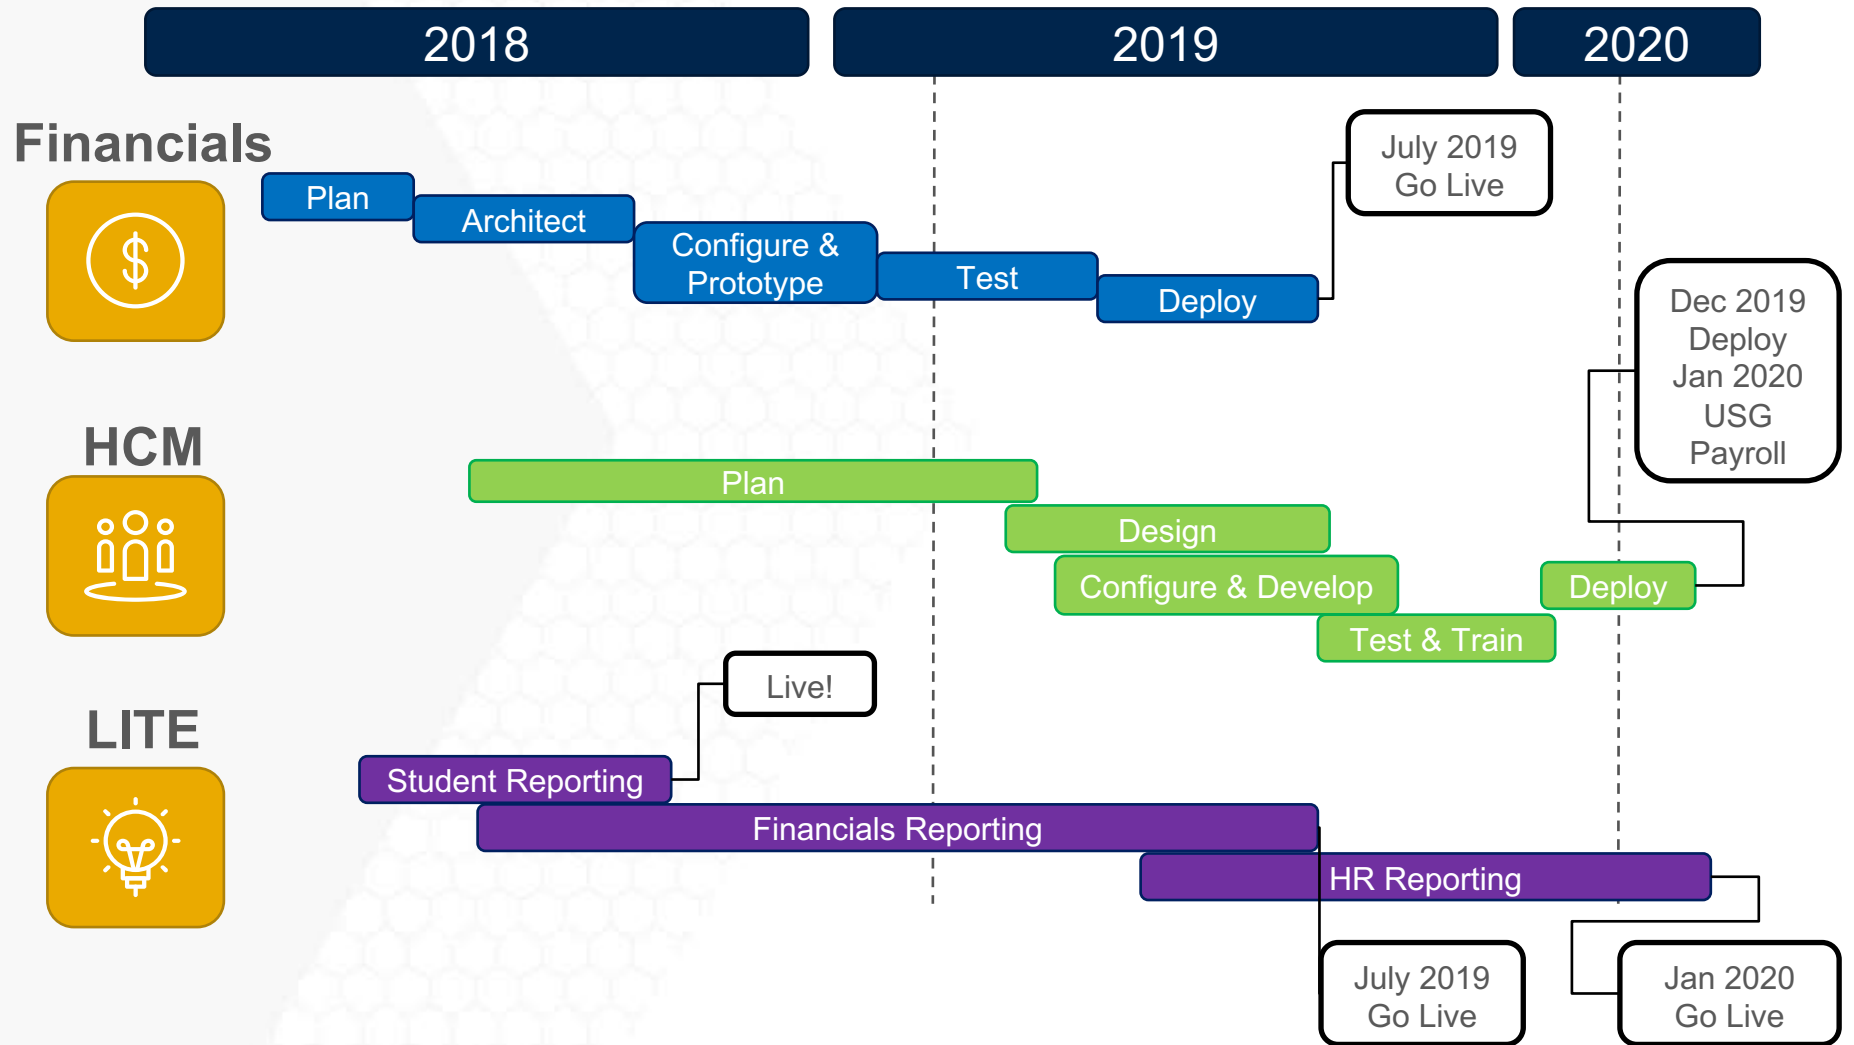 2018
2019
2020
Financials
$
Plan
Architect
Configure &
Prototype
Test
Deploy
July 2019
Go Live
HCM
Plan
Design
Configure & Develop
Test & Train
Deploy
Dec 2019
Deploy
Jan 2020
USG
Payroll
LITE
Student Reporting
Live!
Financials Reporting
HR Reporting
July 2019
Go Live
Jan 2020
Go Live